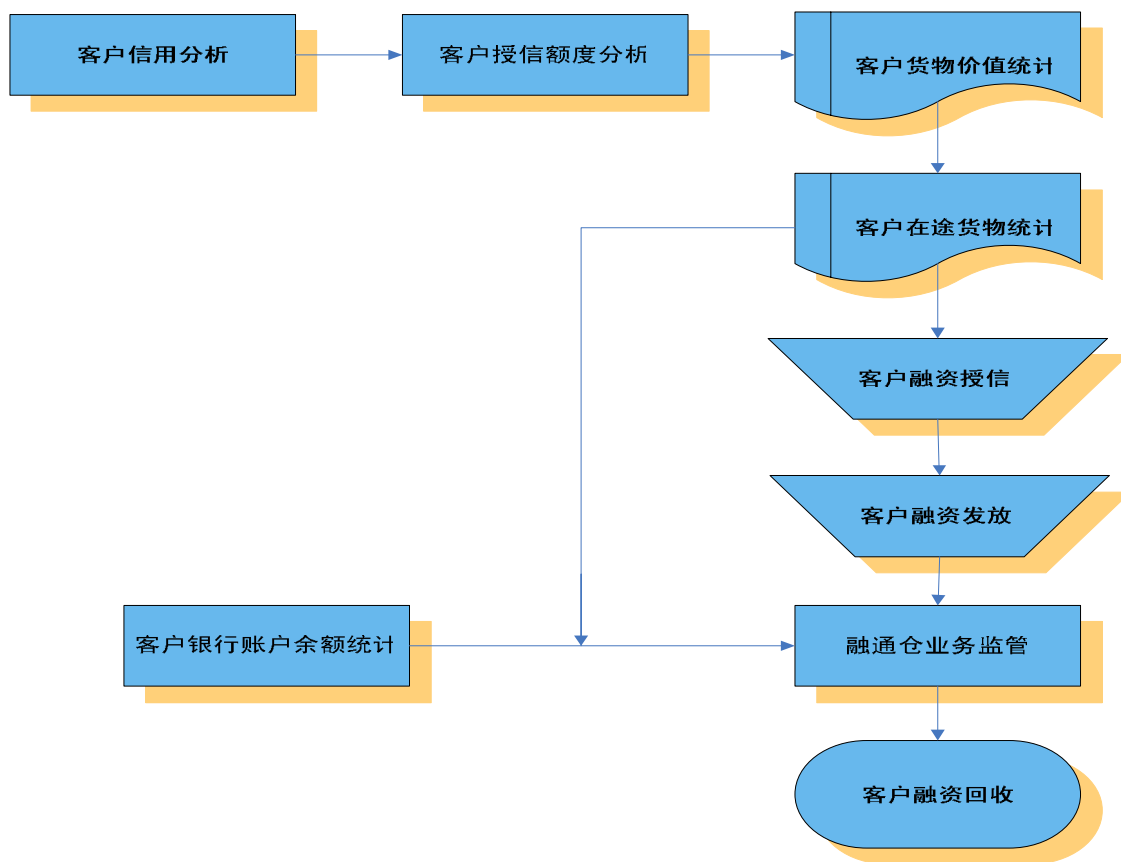 客户信用分析
客户授信额度分析
客户货物价值统计
客户在途货物统计
客户融资授信
客户融资发放
客户银行账户余额统计
融通仓业务监管
客户融资回收